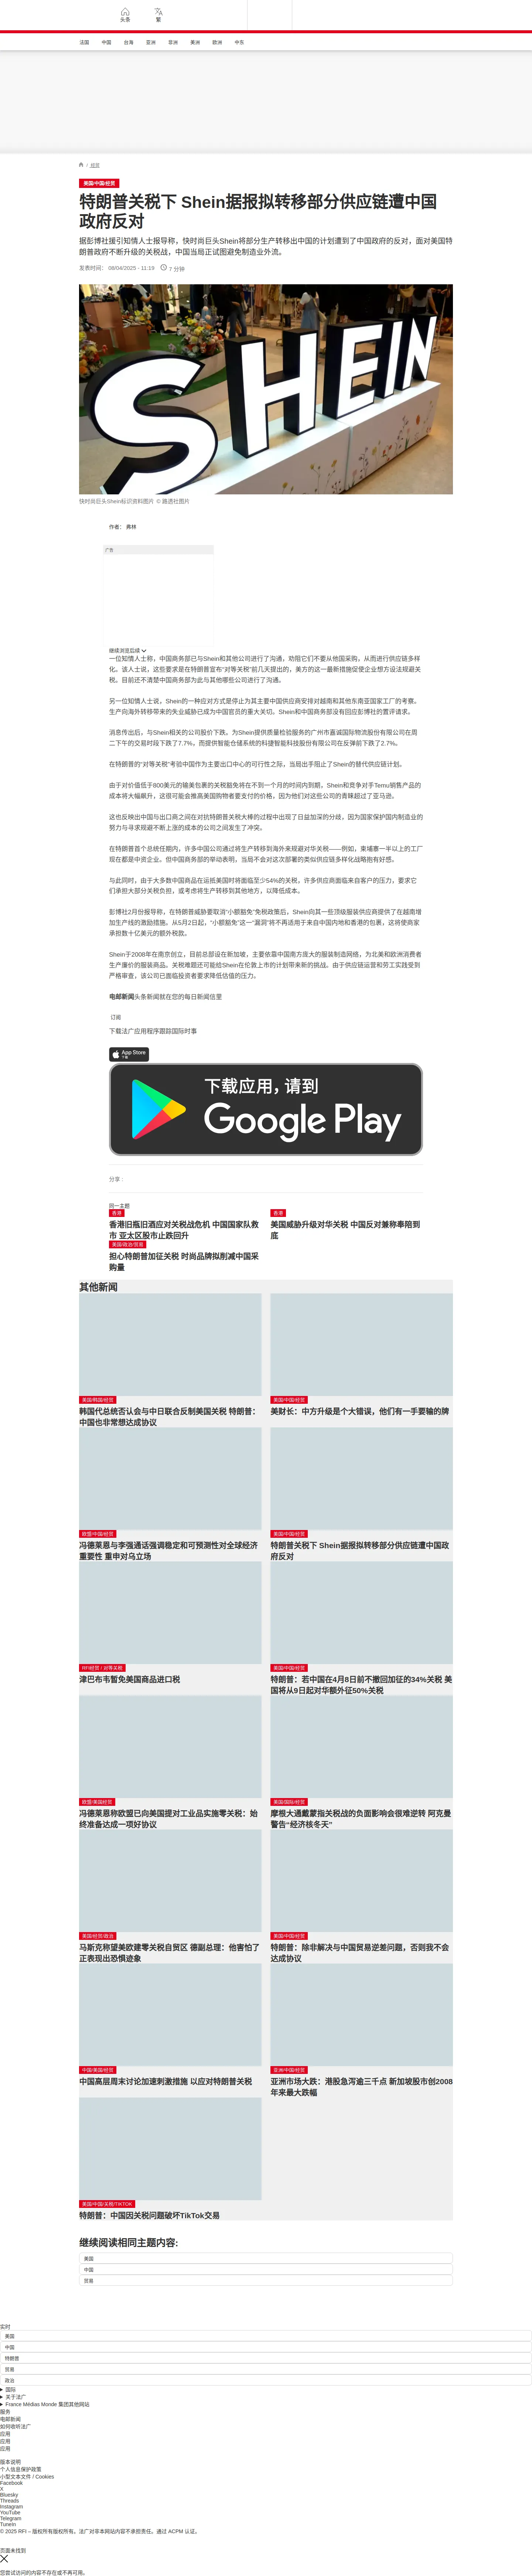 头条
繁
法国
中国
台海
亚洲
非洲
美洲
欧洲
中东
/ 经贸
美国/中国/经贸
特朗普关税下 Shein据报拟转移部分供应链遭中国
政府反对
据彭博社援引知情人士报导称，快时尚巨头Shein将部分生产转移出中国的计划遭到了中国政府的反对，面对美国特
朗普政府不断升级的关税战，中国当局正试图避免制造业外流。
发表时间： 08/04/2025 - 11:19
7 分钟
SHEIN
SHEIN
快时尚巨头Shein标识资料图片 © 路透社图片
作者： 弗林
广告
继续浏览后续
一位知情人士称，中国商务部已与Shein和其他公司进行了沟通，劝阻它们不要从他国采购，从而进行供应链多样
化。该人士说，这些要求是在特朗普宣布“对等关税”前几天提出的，美方的这一最新措施促使企业想方设法规避关
税。目前还不清楚中国商务部为此与其他哪些公司进行了沟通。
另一位知情人士说，Shein的一种应对方式是停止为其主要中国供应商安排对越南和其他东南亚国家工厂的考察。
生产向海外转移带来的失业威胁已成为中国官员的重大关切。Shein和中国商务部没有回应彭博社的置评请求。
消息传出后，与Shein相关的公司股价下跌。为Shein提供质量检验服务的广州市嘉诚国际物流股份有限公司在周
二下午的交易时段下跌了7.7%，而提供智能仓储系统的科捷智能科技股份有限公司在反弹前下跌了2.7%。
在特朗普的“对等关税”考验中国作为主要出口中心的可行性之际，当局出手阻止了Shein的替代供应链计划。
由于对价值低于800美元的输美包裹的关税豁免将在不到一个月的时间内到期，Shein和竞争对手Temu销售产品的
成本将大幅飙升，这很可能会推高美国购物者要支付的价格，因为他们对这些公司的青睐超过了亚马逊。
这也反映出中国与出口商之间在对抗特朗普关税大棒的过程中出现了日益加深的分歧，因为国家保护国内制造业的
努力与寻求规避不断上涨的成本的公司之间发生了冲突。
在特朗普首个总统任期内，许多中国公司通过将生产转移到海外来规避对华关税——例如，柬埔寨一半以上的工厂
现在都是中资企业。但中国商务部的举动表明，当局不会对这次部署的类似供应链多样化战略抱有好感。
与此同时，由于大多数中国商品在运抵美国时将面临至少54%的关税，许多供应商面临来自客户的压力，要求它
们承担大部分关税负担，或考虑将生产转移到其他地方，以降低成本。
彭博社2月份报导称，在特朗普威胁要取消“小额豁免”免税政策后，Shein向其一些顶级服装供应商提供了在越南增
加生产线的激励措施。从5月2日起，“小额豁免”这一“漏洞”将不再适用于来自中国内地和香港的包裹，这将使商家
承担数十亿美元的额外税款。
Shein于2008年在南京创立，目前总部设在新加坡，主要依靠中国南方庞大的服装制造网络，为北美和欧洲消费者
生产廉价的服装商品。关税难题还可能给Shein在伦敦上市的计划带来新的挑战。由于供应链运营和劳工实践受到
严格审查，该公司已面临投资者要求降低估值的压力。
电邮新闻头条新闻就在您的每日新闻信里
订阅
下载法广应用程序跟踪国际时事
App Store
下载
下载应用，请到
Google Play
分享 :
同一主题
香港
香港旧瓶旧酒应对关税战危机 中国国家队救
市 亚太区股市止跌回升
香港
美国威胁升级对华关税 中国反对兼称奉陪到
底
美国/政治/贸易
担心特朗普加征关税 时尚品牌拟削减中国采
购量
其他新闻
美国/韩国/经贸
韩国代总统否认会与中日联合反制美国关税 特朗普：
中国也非常想达成协议
美国/中国/经贸
美财长：中方升级是个大错误，他们有一手要输的牌
欧盟/中国/经贸
冯德莱恩与李强通话强调稳定和可预测性对全球经济
重要性 重申对乌立场
美国/中国/经贸
特朗普关税下 Shein据报拟转移部分供应链遭中国政
府反对
RFI经贸 / 对等关税
津巴布韦暂免美国商品进口税
美国/中国/经贸
特朗普：若中国在4月8日前不撤回加征的34%关税 美
国将从9日起对华额外征50%关税
欧盟/美国经贸
冯德莱恩称欧盟已向美国提对工业品实施零关税：始
终准备达成一项好协议
美国/国际/经贸
摩根大通戴蒙指关税战的负面影响会很难逆转 阿克曼
警告“经济核冬天”
美国/经贸/政治
马斯克称望美欧建零关税自贸区 德副总理：他害怕了
正表现出恐惧迹象
美国/中国/经贸
特朗普：除非解决与中国贸易逆差问题，否则我不会
达成协议
中国/美国/经贸
中国高层周末讨论加速刺激措施 以应对特朗普关税
亚洲/中国/经贸
亚洲市场大跌：港股急泻逾三千点 新加坡股市创2008
年来最大跌幅
美国/中国/关税/TIKTOK
特朗普：中国因关税问题破坏TikTok交易
继续阅读相同主题内容:
美国
中国
贸易
实时
美国
中国
特朗普
贸易
政治
国际
关于法广
France Médias Monde 集团其他网站
服务
电邮新闻
如何收听法广
应用
应用
应用
版本说明
个人信息保护政策
小型文本文件 / Cookies
Facebook
X
Bluesky
Threads
Instagram
YouTube
Telegram
TuneIn
© 2025 RFI – 版权所有版权所有。法广对非本网站内容不承担责任。通过 ACPM 认证。
页面未找到
您尝试访问的内容不存在或不再可用。